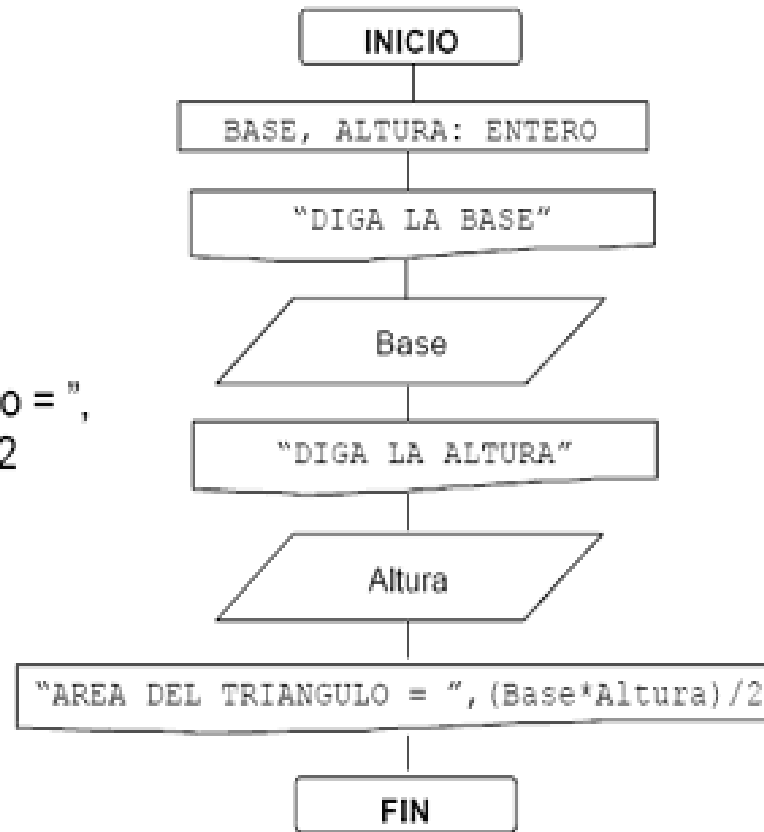 INICIO
BASE, ALTURA: ENTERO
“DIGA LA BASE”
Base
o = ”,
2
“DIGA LA ALTURA”
Altura
“AREA DEL TRIANGULO = ”, (Base*Altura)/2
FIN